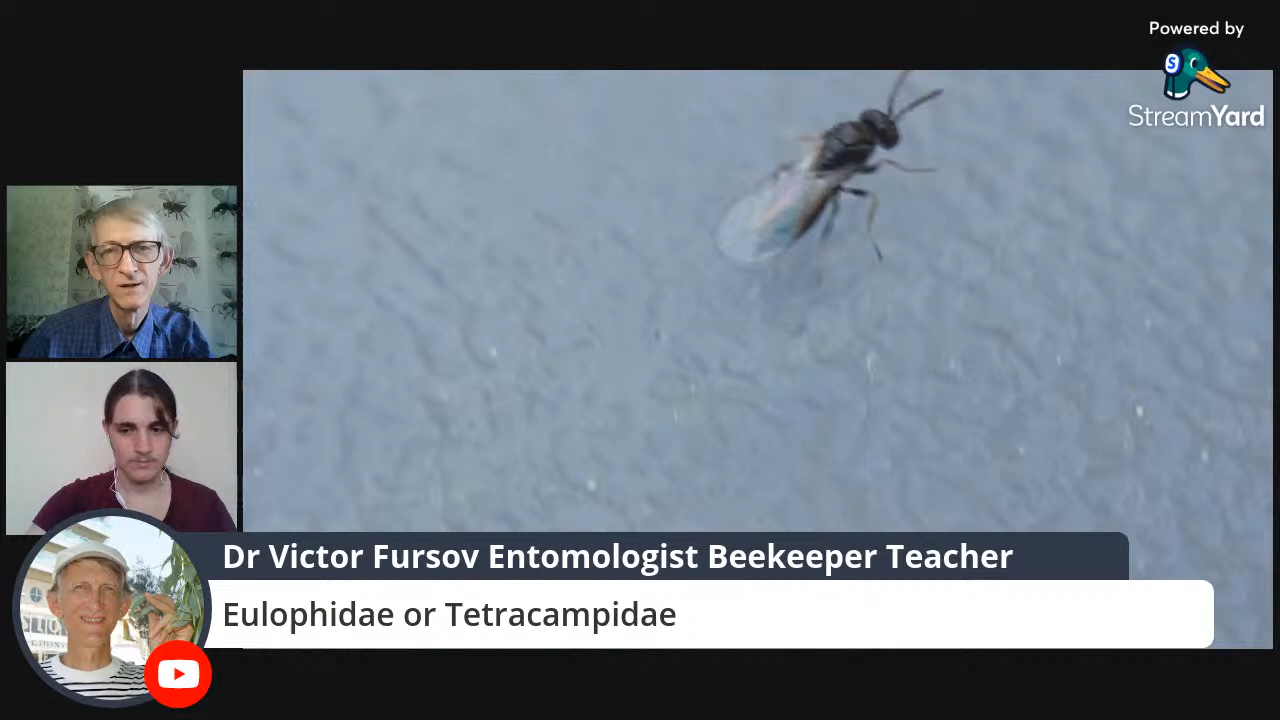 Powered by
StreamYard
Dr Victor Fursov Entomologist Beekeeper Teacher
Eulophidae or Tetracampidae